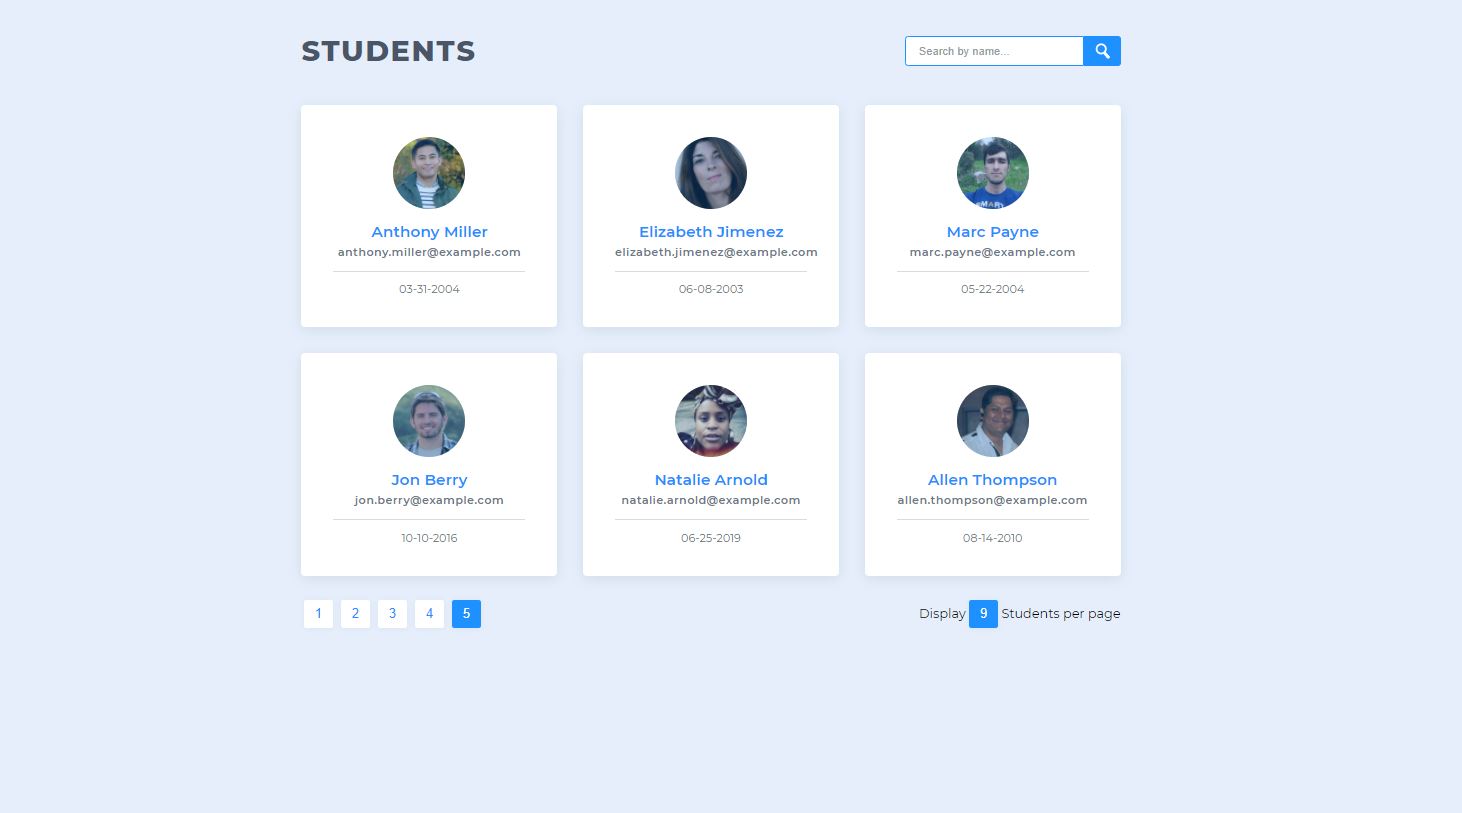 STUDENTS
Search by name...
Anthony Miller
anthony.miller@example.com
03-31-2004
Elizabeth Jimenez
elizabeth.jimenez@example.com
06-08-2003
Marc Payne
marc.payne@example.com
05-22-2004
Jon Berry
jon.berry@example.com
10-10-2016
Natalie Arnold
natalie.arnold@example.com
06-25-2019
Allen Thompson
allen.thompson@example.com
08-14-2010
1 2 3 4 5
Display 9 Students per page